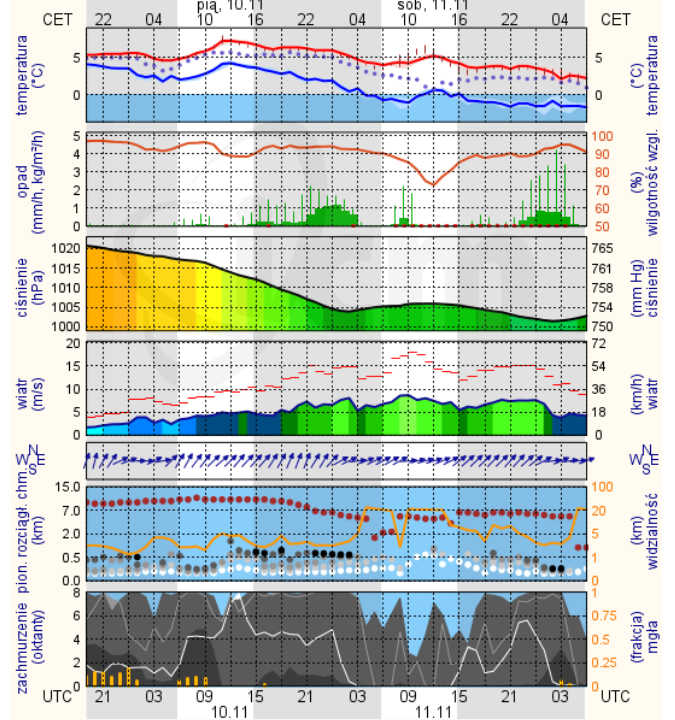 pią, 10.11 sob, 11.11
CET 22 04 10 16 22 04 10 16 22 04 CET
temperatura
(°C)
5
0
5
0
(°C)
temperatura
opad
(mm/h, kg/m²/h)
5
4
3
2
1
0
100
90
80
70
60
50
(%)
wilgotność wzgl.
ciśnienie
(hPa)
1020
1015
1010
1005
1000
765
761
758
754
750
(mm Hg)
ciśnienie
wiatr
(m/s)
20
15
10
5
0
72
54
36
18
0
(km/h)
wiatr
N
W E
S
N
W E
S
pion. rozciągł. chm.
(km)
15.0
7.0
2.0
0.5
0.0
100
20
5
1
0
(km)
widzialność
zachmurzenie
(oktanty)
8
6
4
2
0
1
0.75
0.5
0.25
0
(frakcja)
mgła
UTC 21 03 09 15 21 03 09 15 21 03 UTC
10.11 11.11